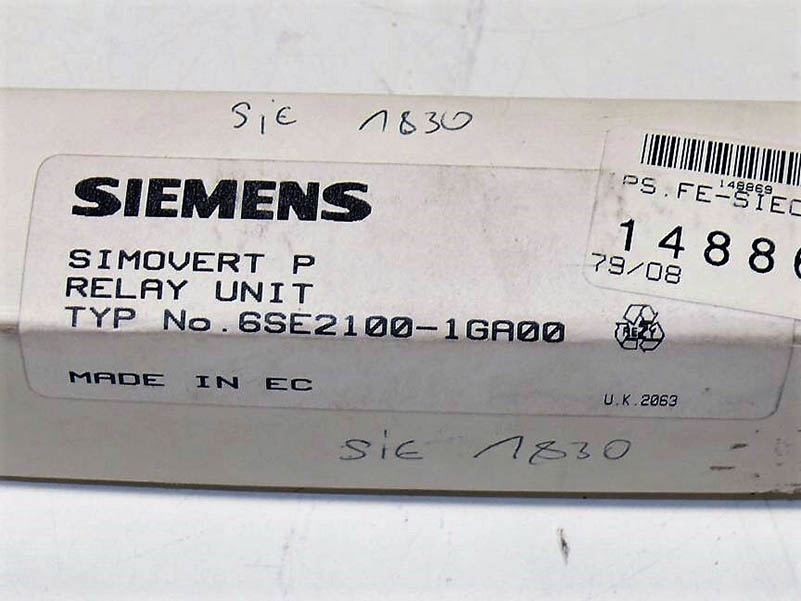 SiE 1830
SIEMENS
SIMOVERT P
RELAY UNIT
TYP No. 6SE2100-1GA00
MADE IN EC
RESY
U.K.2063
148869
PS.FE-SIEC
1488
79/08
SiE 1830